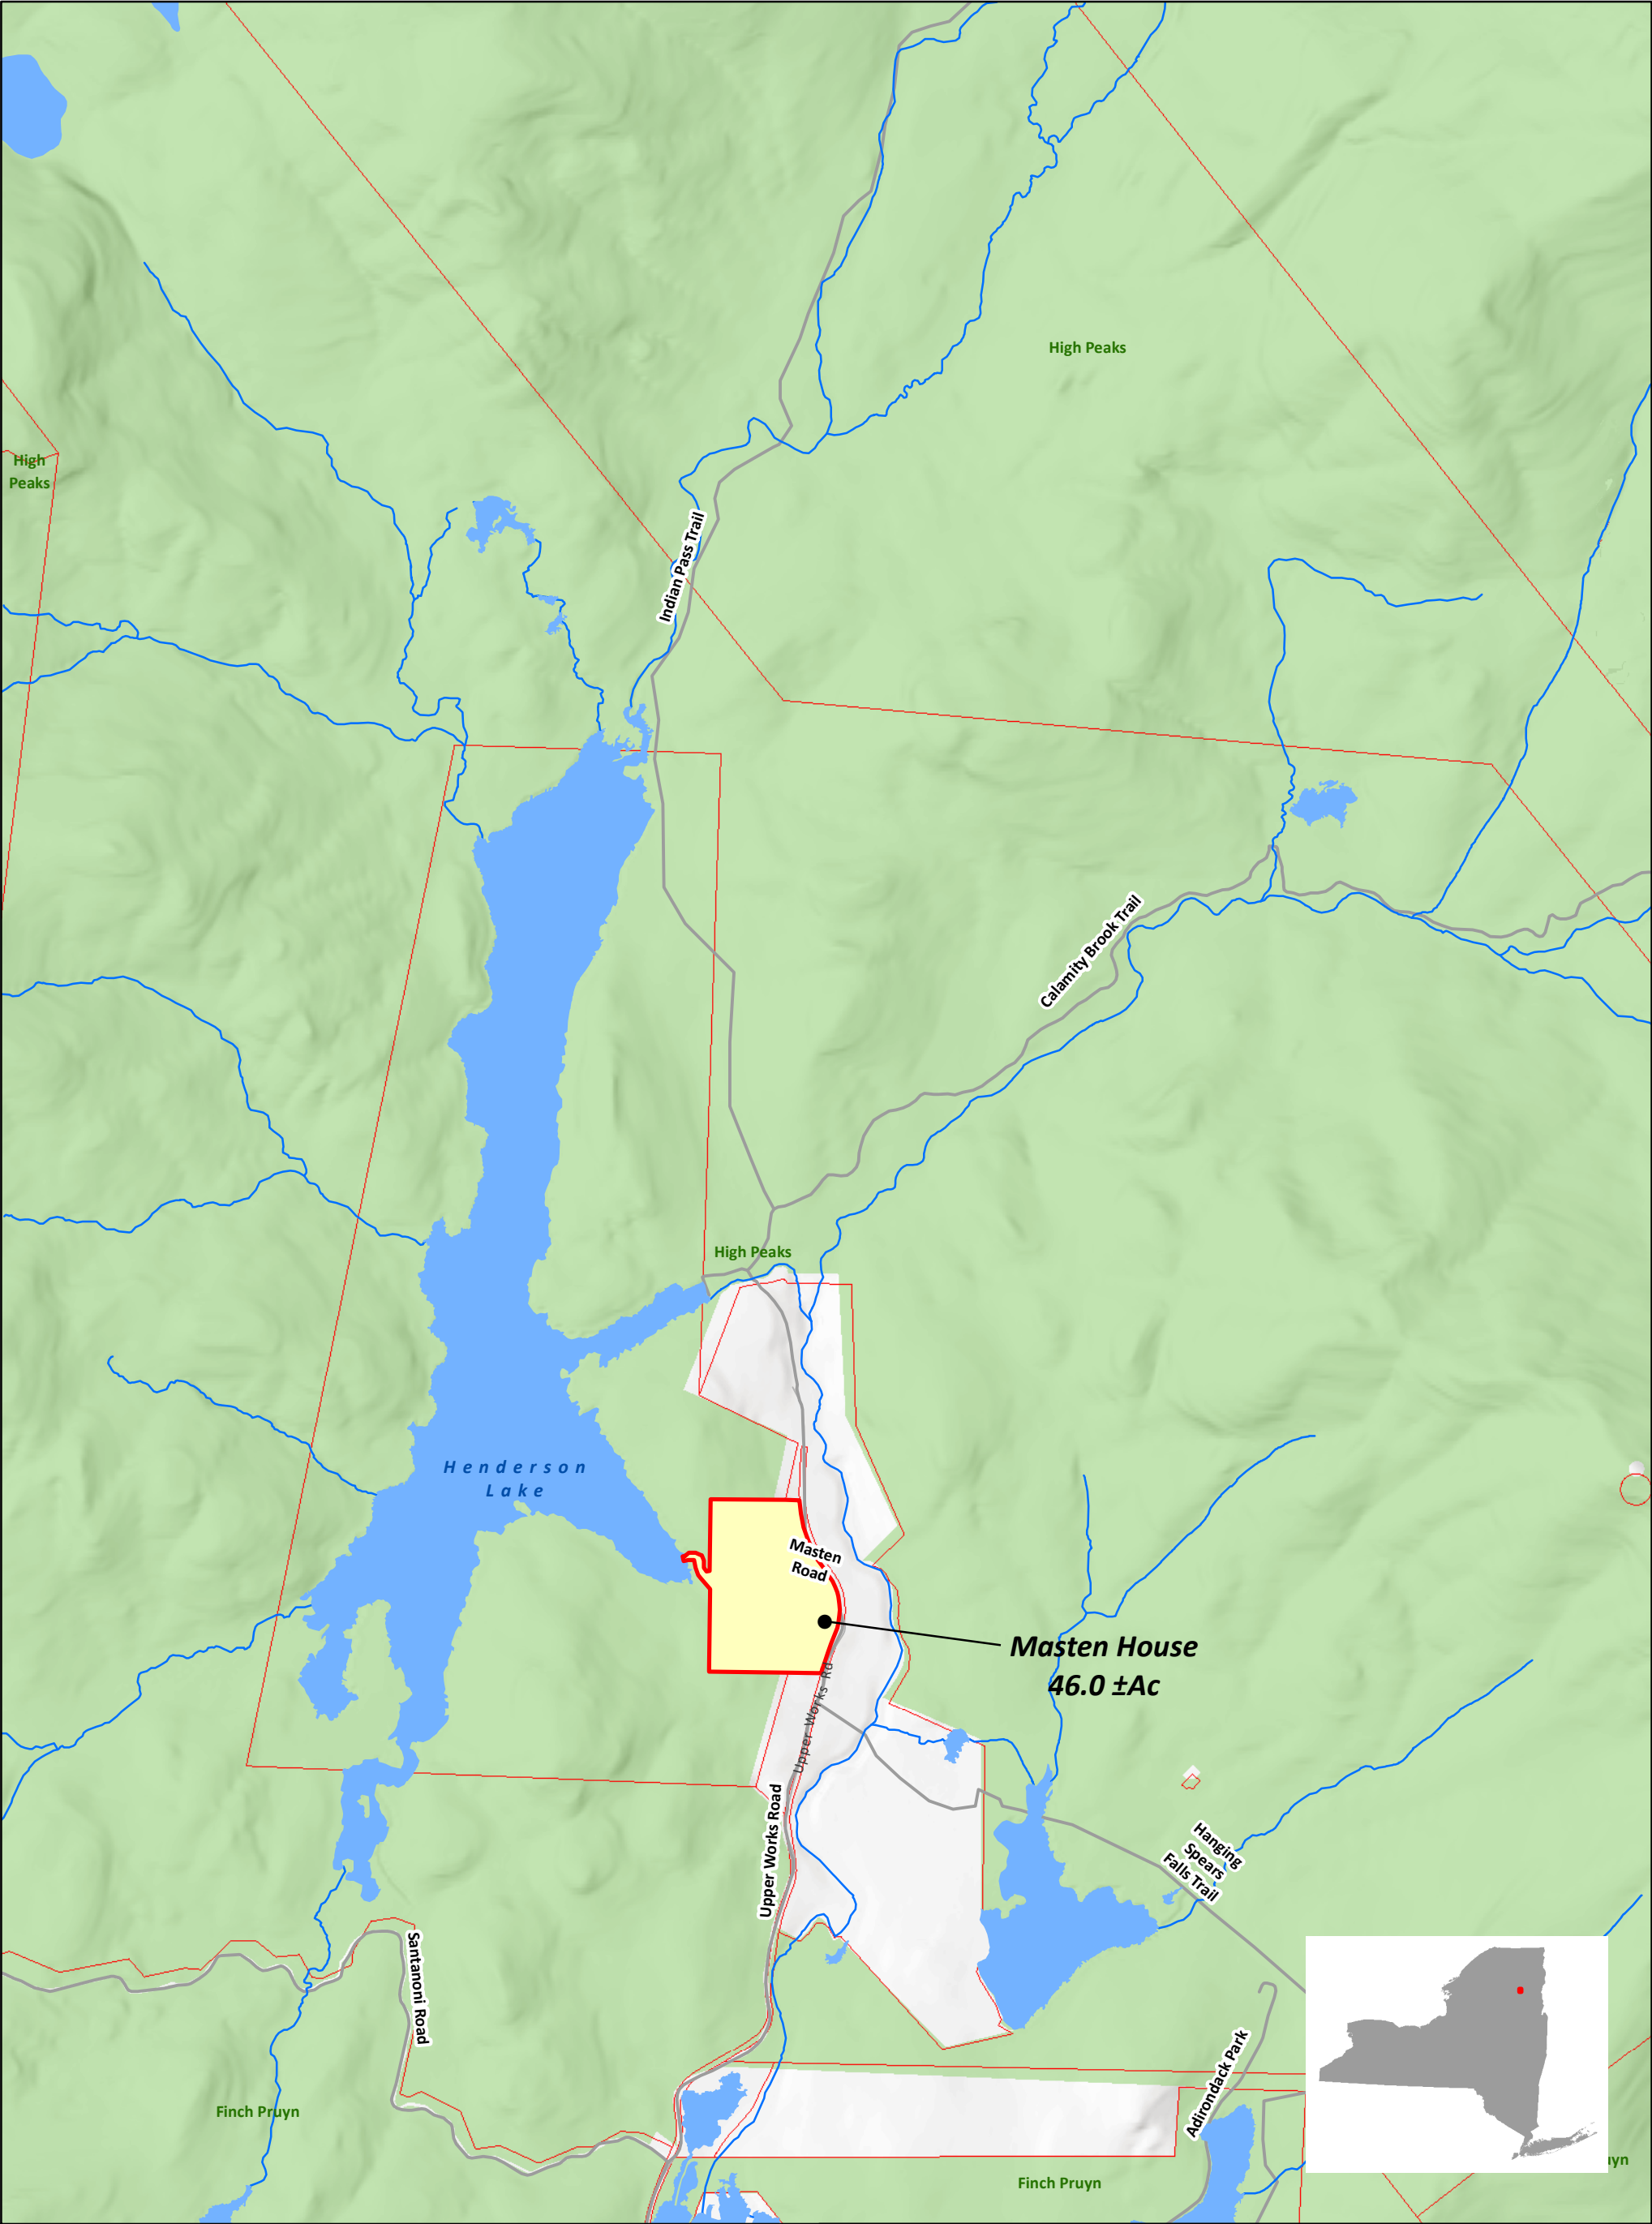 High Peaks
High
Peaks
Indian Pass Trail
Calamity Brook Trail
High Peaks
Henderson
Lake
Masten
Road
Masten House
46.0 ±Ac
Upper Works Rd
Upper Works Road
Hanging
Spears
Falls Trail
Santanoni Road
Adirondack Park
Finch Pruyn
Finch Pruyn
uyn